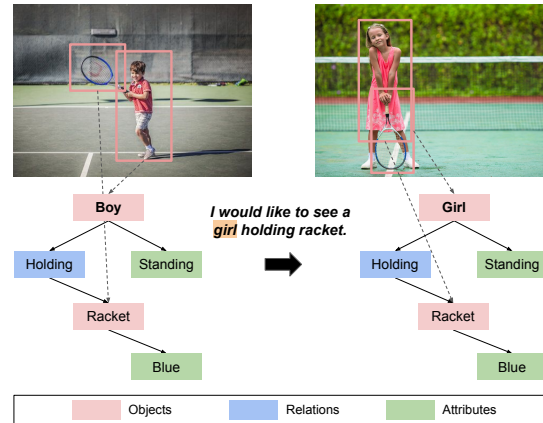 Boy
Holding
Standing
Racket
Blue
I would like to see a
girl holding racket.
Girl
Holding
Standing
Racket
Blue
Objects
Relations
Attributes